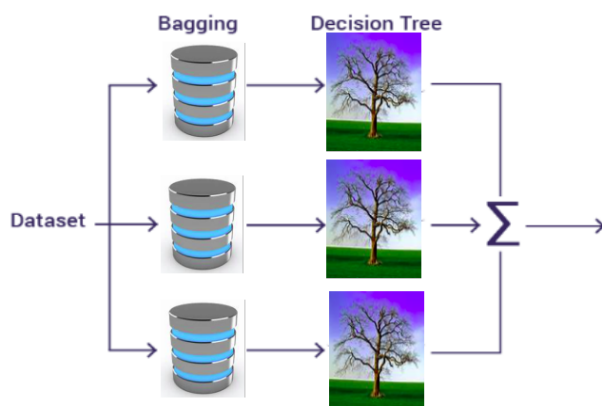 Bagging
Decision Tree
Dataset
Σ